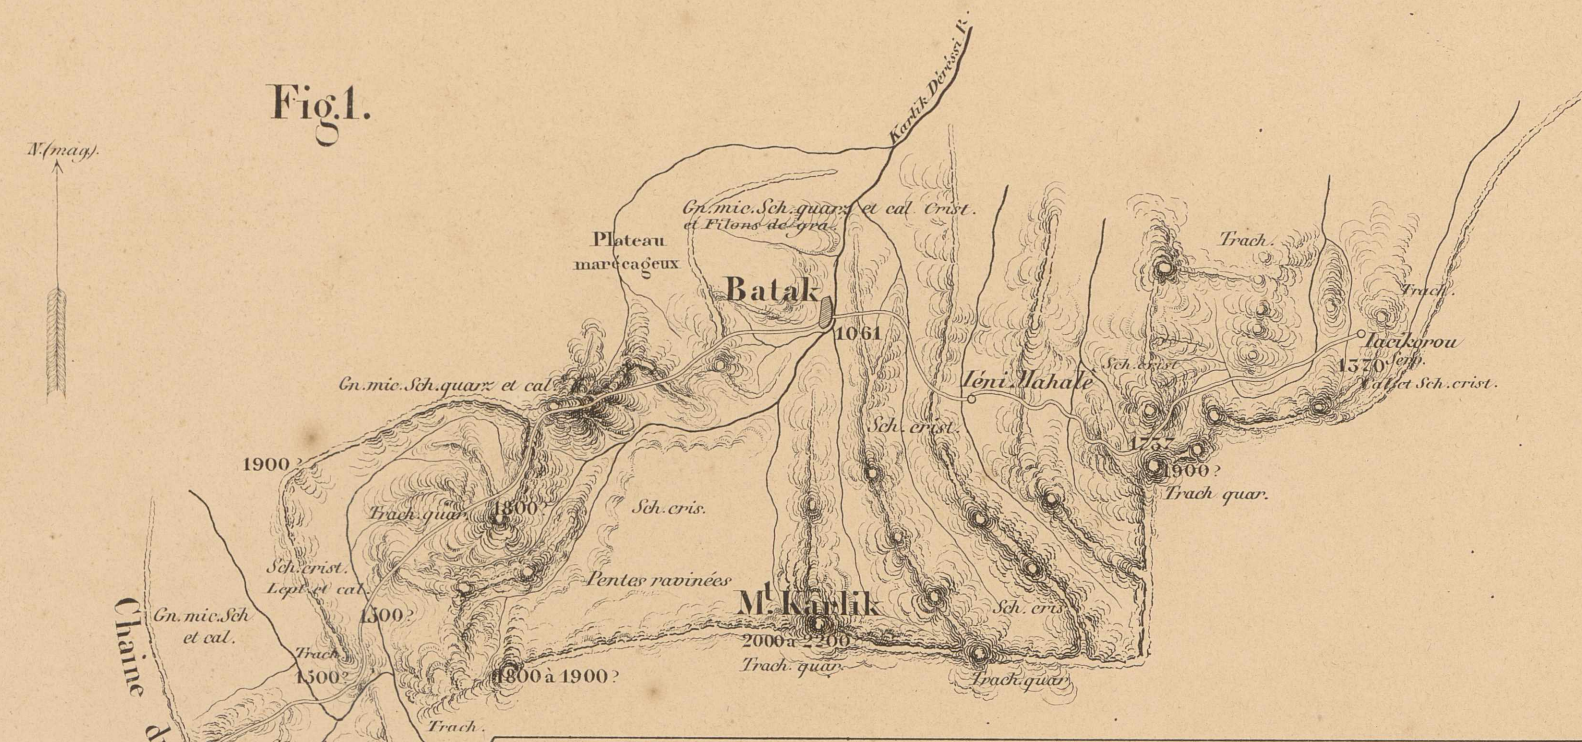 Fig.1.
N.(mag).
Karlik Déréssi R.
Gn.mic.Sch.quarz et cal Crist.
et Filons de gra.
Plateau
marécageux
Trach.
Trach.
Batak
1061
Iacikorou
1370
Serp.
Cal et Sch.crist.
Gn.mic.Sch.quarz et cal.
Sch.crist
Iéni Mahalé
Sch.crist.
1737
1900?
Trach quar.
1900?
Trach.quar.
1800?
Sch.cris.
Sch.crist.
Lept et cal
Pentes ravinées
Mt. Karlik
1500?
Sch.cris
Gn.mic.Sch
et cal.
2000 à 2200
Trach.quar.
Trach
1500?
1800 à 1900?
Trach.quar
Trach.
Chaine